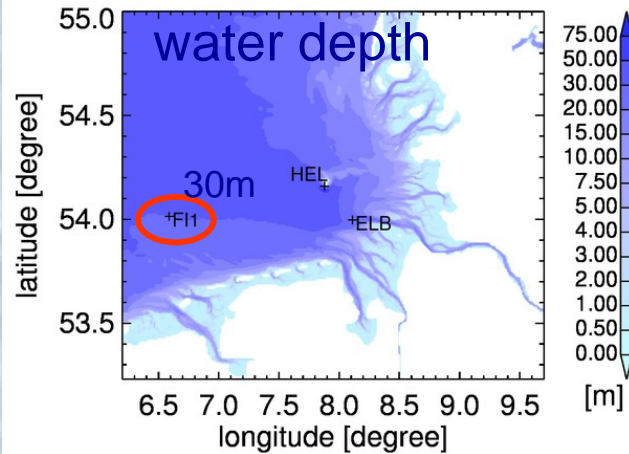 water depth
55.0
54.5
54.0
53.5
latitude [degree]
30m
HEL
FI1
ELB
6.5 7.0 7.5 8.0 8.5 9.0 9.5
longitude [degree]
75.00
50.00
30.00
20.00
15.00
10.00
7.50
5.00
4.00
3.00
2.00
1.00
0.50
0.00
[m]